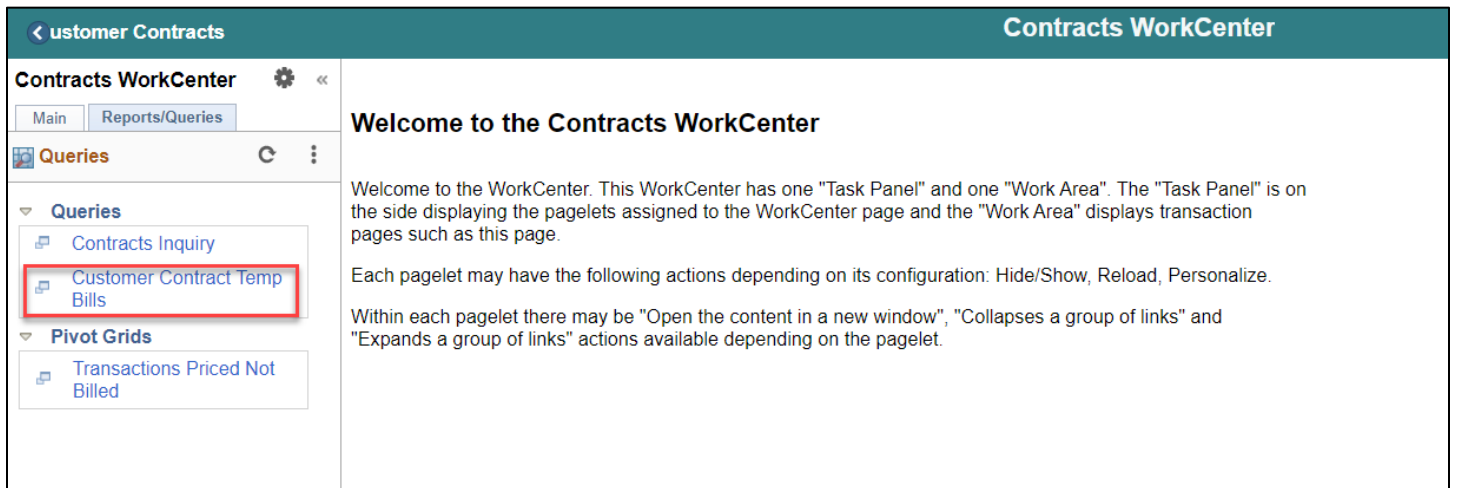 ustomer Contracts
Contracts WorkCenter
Contracts WorkCenter
«
Main
Reports/Queries
Queries
Queries
Contracts Inquiry
Customer Contract Temp
Bills
Pivot Grids
Transactions Priced Not
Billed
Welcome to the Contracts WorkCenter
Welcome to the WorkCenter. This WorkCenter has one "Task Panel" and one "Work Area". The "Task Panel" is on
the side displaying the pagelets assigned to the WorkCenter page and the "Work Area" displays transaction
pages such as this page.
Each pagelet may have the following actions depending on its configuration: Hide/Show, Reload, Personalize.
Within each pagelet there may be "Open the content in a new window", "Collapses a group of links" and
"Expands a group of links" actions available depending on the pagelet.